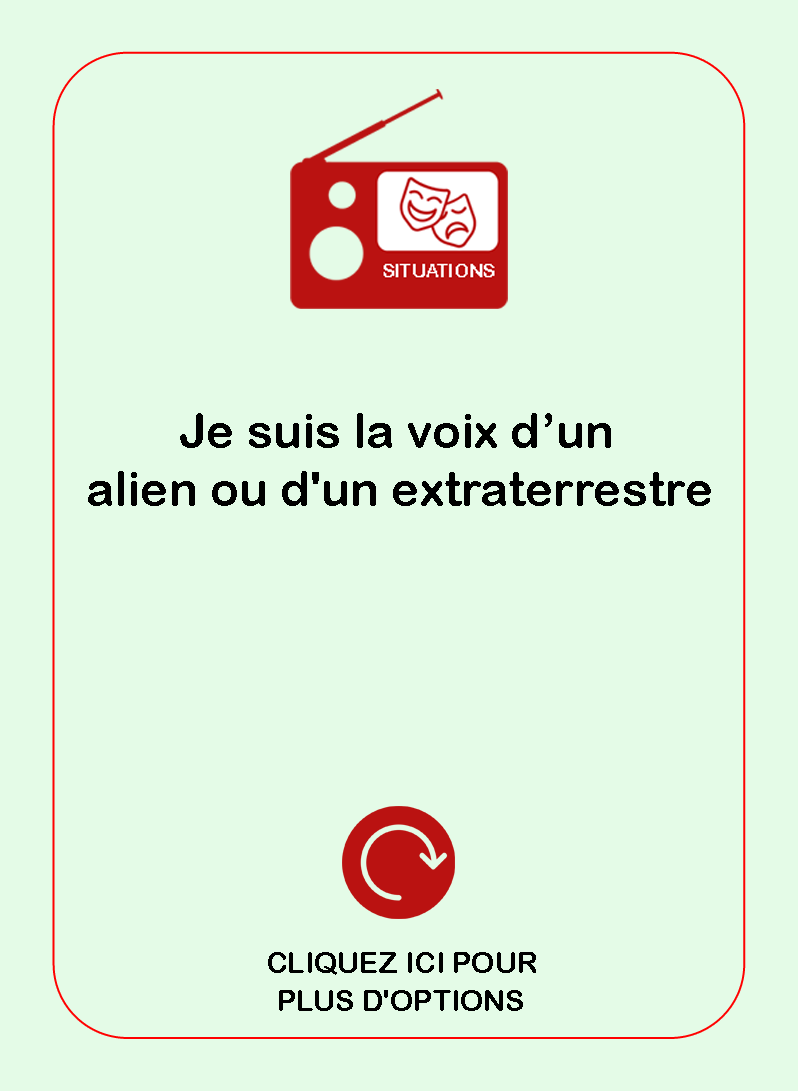 SITUATIONS
Je suis la voix d’un
alien ou d'un extraterrestre
CLIQUEZ ICI POUR
PLUS D'OPTIONS